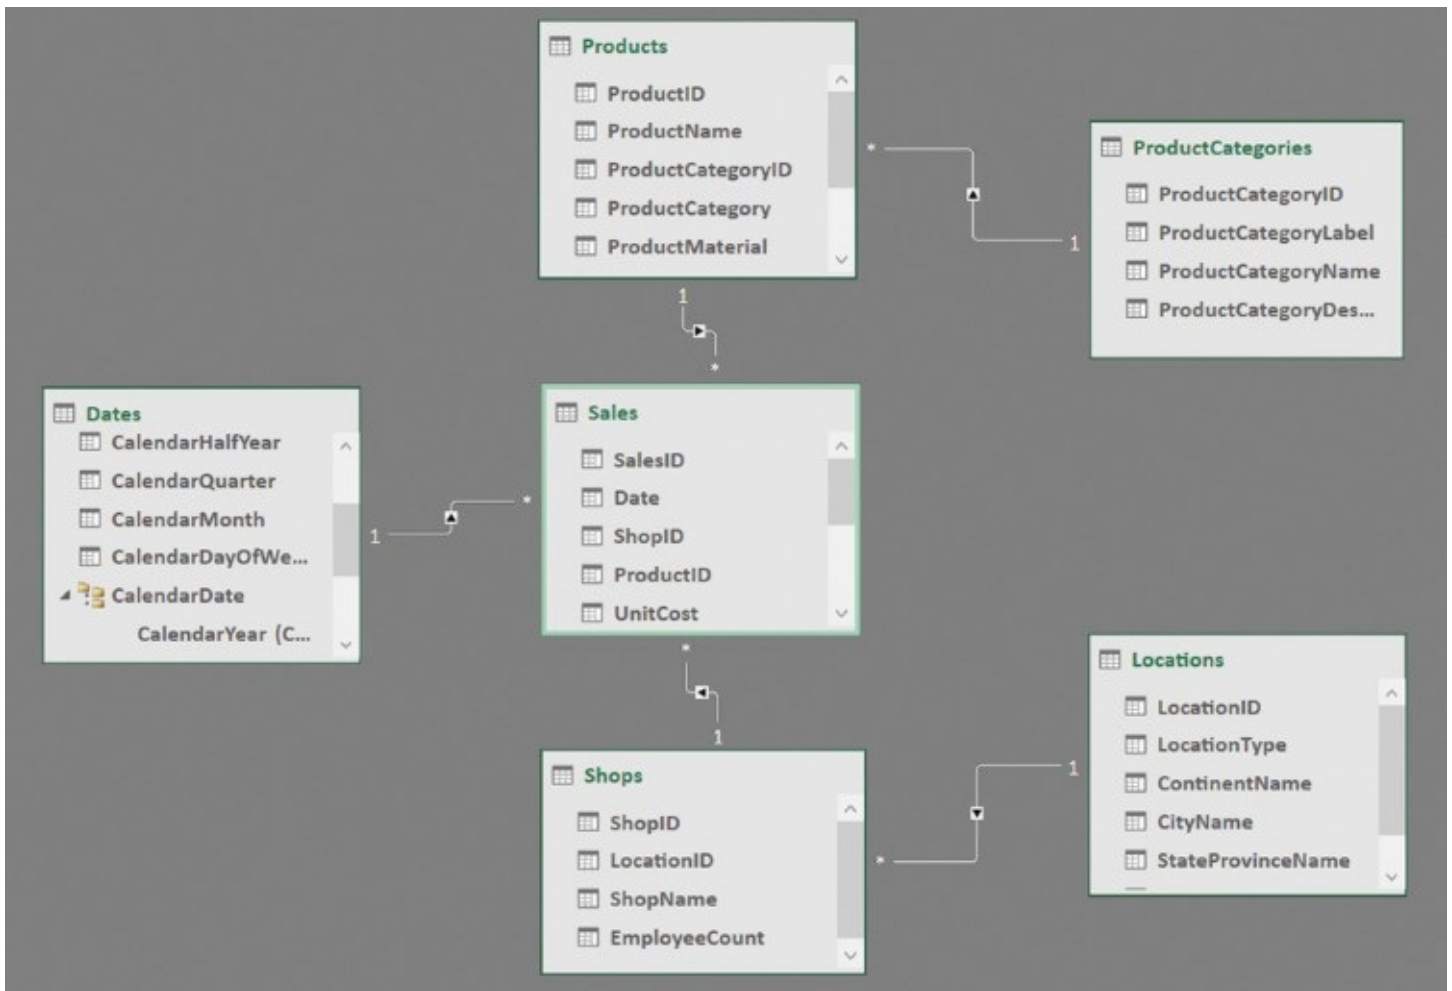 Products
ProductID
ProductName
ProductCategoryID
ProductCategory
ProductMaterial
*
1
ProductCategories
ProductCategoryID
ProductCategoryLabel
ProductCategoryName
ProductCategoryDes...
1
*
Dates
CalendarHalfYear
CalendarQuarter
CalendarMonth
CalendarDayOfWe...
CalendarDate
CalendarYear (C...
1
*
Sales
SalesID
Date
ShopID
ProductID
UnitCost
*
1
Shops
ShopID
LocationID
ShopName
EmployeeCount
*
1
Locations
LocationID
LocationType
ContinentName
CityName
StateProvinceName